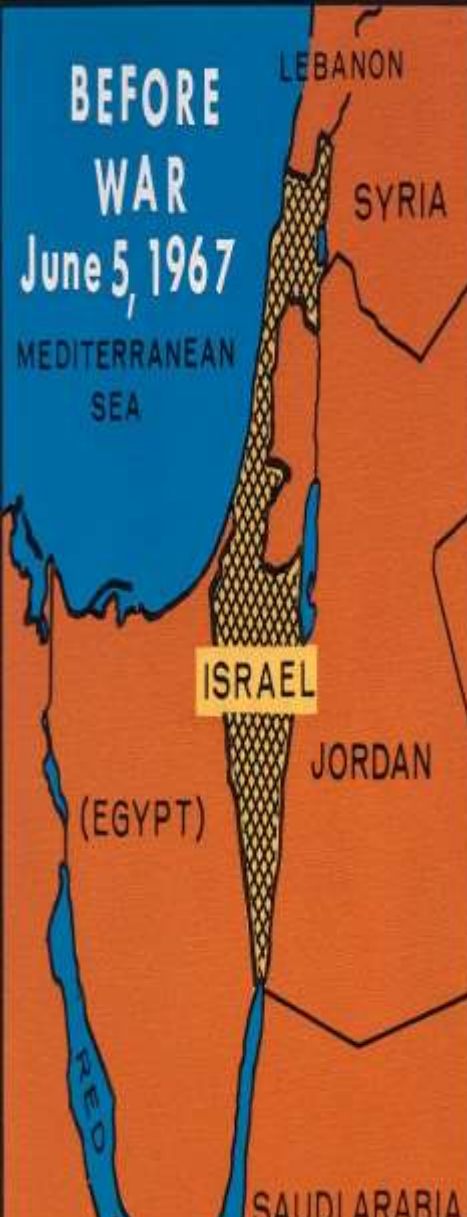 BEFORE
WAR
June 5, 1967
LEBANON
SYRIA
MEDITERRANEAN
SEA
ISRAEL
JORDAN
(EGYPT)
RED
SAUDI ARABIA